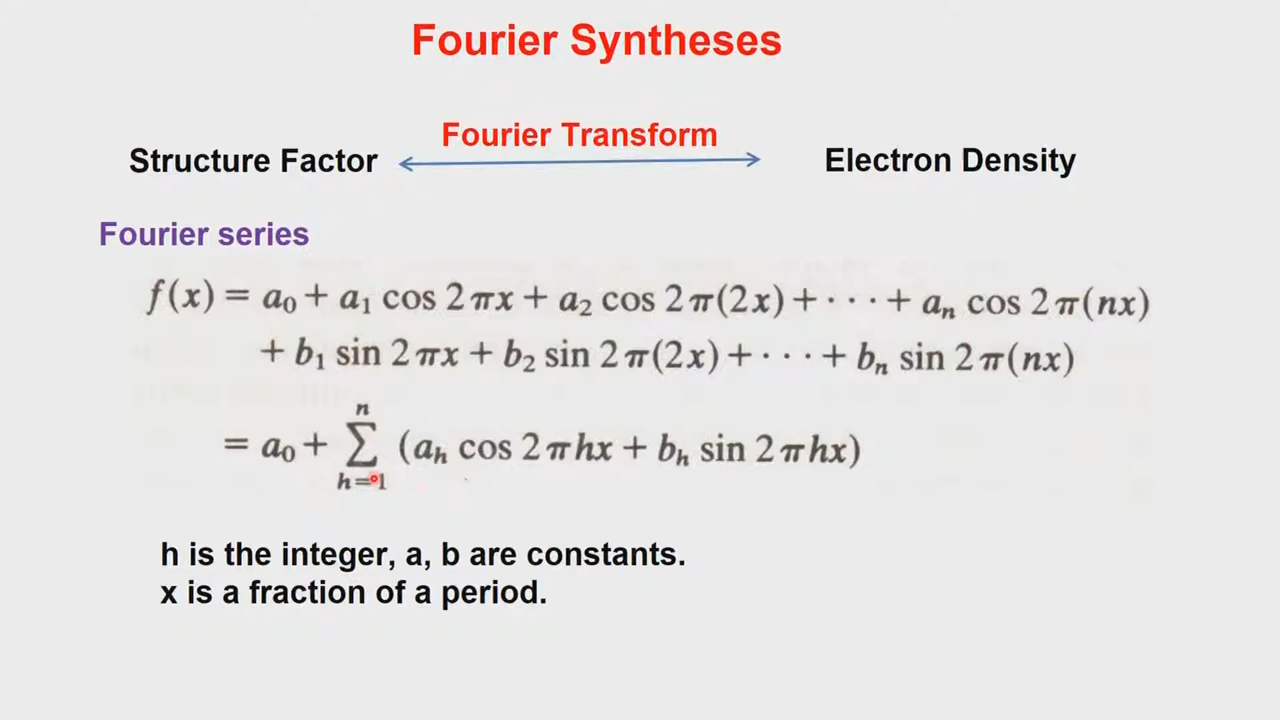 Fourier Syntheses
Fourier Transform
Structure Factor
Electron Density
Fourier series
f(x) = a₀ + a₁ cos 2πx + a₂ cos 2π(2x) + · · · + aₙ cos 2π(nx)
+ b₁ sin 2πx + b₂ sin 2π(2x) + · · · + bₙ sin 2π(nx)
n
= a₀ + ∑ (aₕ cos 2πhx + bₕ sin 2πhx)
h=1
h is the integer, a, b are constants.
x is a fraction of a period.